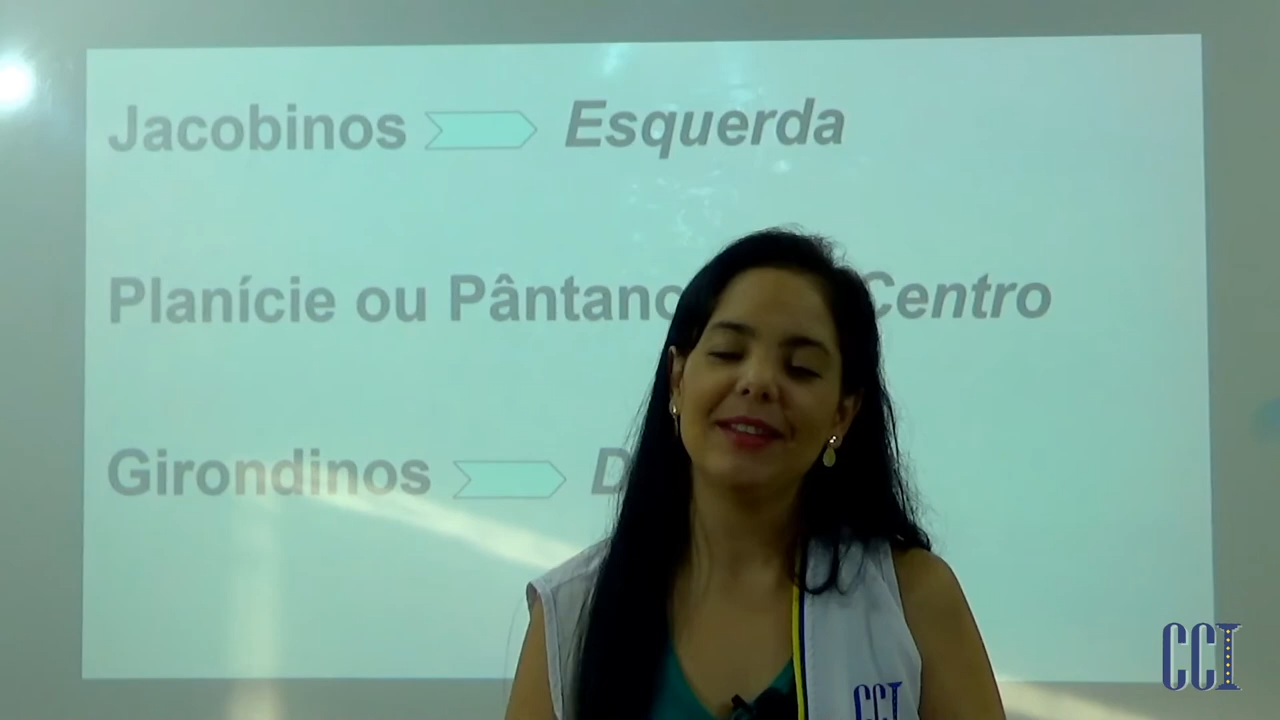 Jacobinos Esquerda
Planície ou Pântano Centro
Girondinos D
CCI
CCI